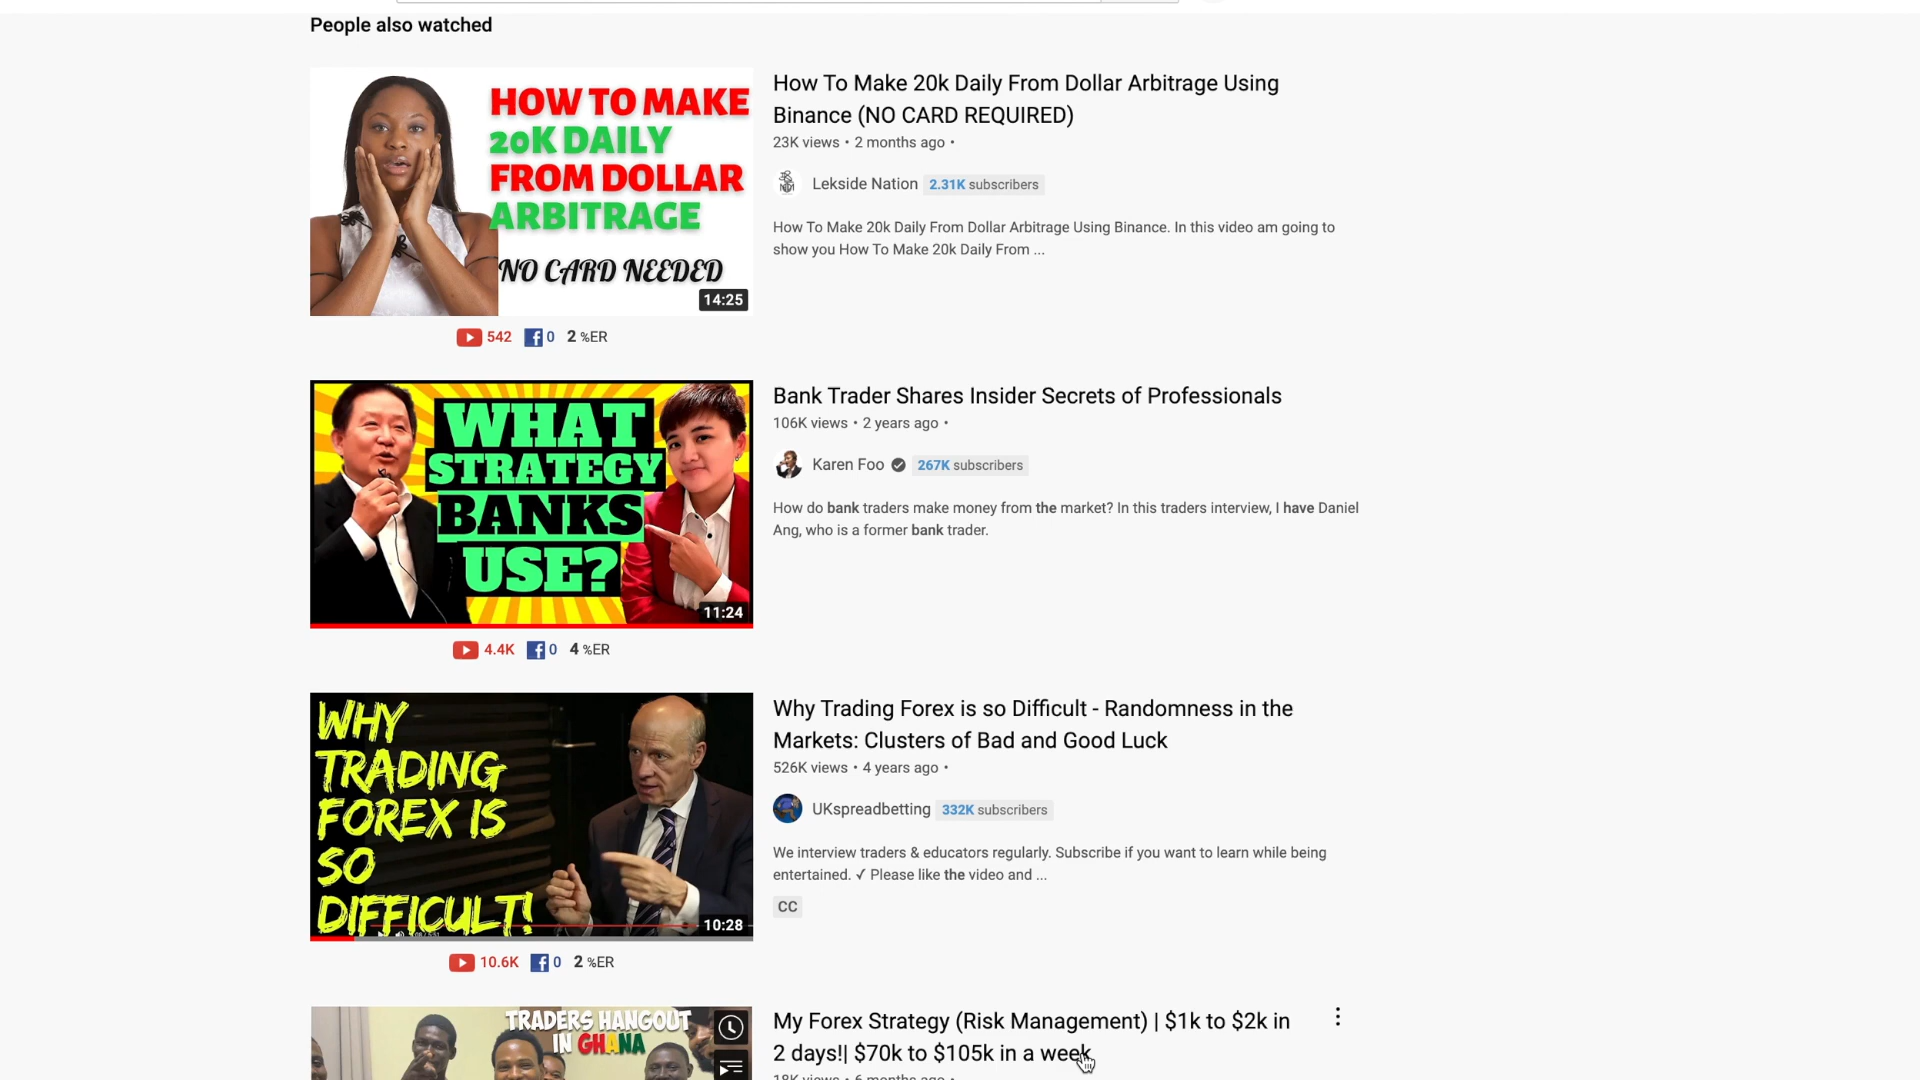 People also watched
HOW TO MAKE
20K DAILY
FROM DOLLAR
ARBITRAGE
NO CARD NEEDED
14:25
542 0 2 %ER
How To Make 20k Daily From Dollar Arbitrage Using
Binance (NO CARD REQUIRED)
23K views • 2 months ago •
Lekside Nation 2.31K subscribers
How To Make 20k Daily From Dollar Arbitrage Using Binance. In this video am going to
show you How To Make 20k Daily From ...
WHAT
STRATEGY
BANKS
USE?
11:24
4.4K 0 4 %ER
Bank Trader Shares Insider Secrets of Professionals
106K views • 2 years ago •
Karen Foo 267K subscribers
How do bank traders make money from the market? In this traders interview, I have Daniel
Ang, who is a former bank trader.
WHY
TRADING
FOREX IS
SO
DIFFICULT!
10:28
10.6K 0 2 %ER
Why Trading Forex is so Difficult - Randomness in the
Markets: Clusters of Bad and Good Luck
526K views • 4 years ago •
UKspreadbetting 332K subscribers
We interview traders & educators regularly. Subscribe if you want to learn while being
entertained. ✓ Please like the video and ...
CC
TRADERS HANGOUT
IN GHANA
My Forex Strategy (Risk Management) | $1k to $2k in
2 days!| $70k to $105k in a week
18K views • 6 months ago •